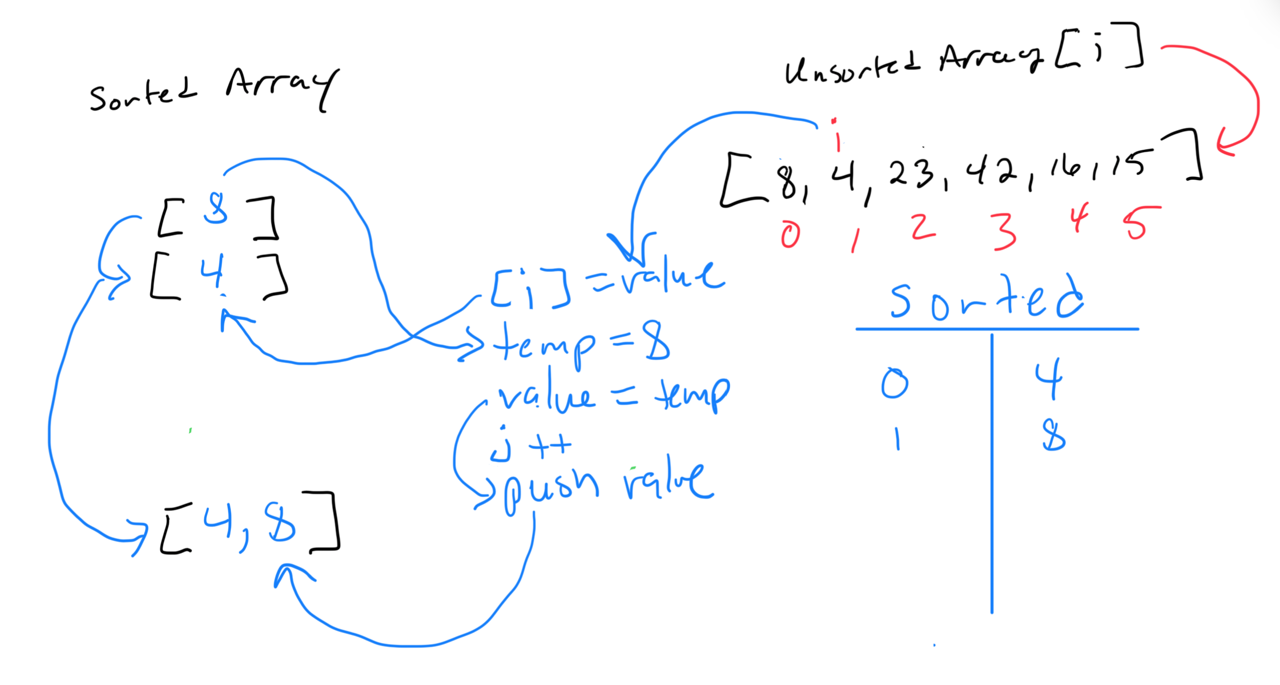 Sorted Array
Unsorted Array [i]
i
[8, 4, 23, 42, 16, 15]
0 1 2 3 4 5
[ 8 ]
[ 4 ]
[4, 8]
[i] = value
temp = 8
value = temp
j ++
push value
sorted
0 4
1 8